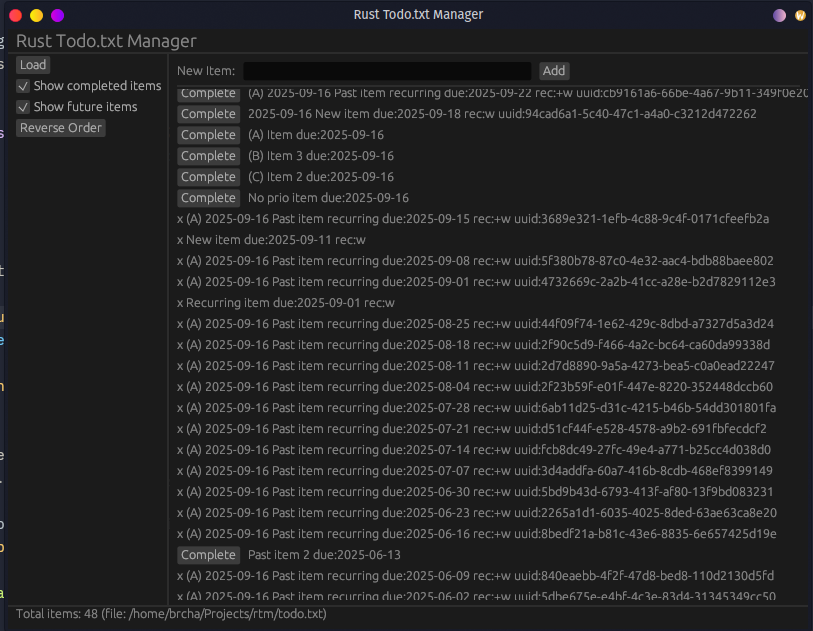 Rust Todo.txt Manager
Rust Todo.txt Manager
Load
Show completed items
Show future items
Reverse Order
New Item:
Add
Complete (A) 2025-09-16 Past item recurring due:2025-09-22 rec:+w uuid:cb9161a6-66be-4a67-9b11-349f0e20
Complete 2025-09-16 New item due:2025-09-18 rec:w uuid:94cad6a1-5c40-47c1-a4a0-c3212d472262
Complete (A) Item due:2025-09-16
Complete (B) Item 3 due:2025-09-16
Complete (C) Item 2 due:2025-09-16
Complete No prio item due:2025-09-16
x (A) 2025-09-16 Past item recurring due:2025-09-15 rec:+w uuid:3689e321-1efb-4c88-9c4f-0171cfeefb2a
x New item due:2025-09-11 rec:w
x (A) 2025-09-16 Past item recurring due:2025-09-08 rec:+w uuid:5f380b78-87c0-4e32-aac4-bdb88baee802
x (A) 2025-09-16 Past item recurring due:2025-09-01 rec:+w uuid:4732669c-2a2b-41cc-a28e-b2d7829112e3
x Recurring item due:2025-09-01 rec:w
x (A) 2025-09-16 Past item recurring due:2025-08-25 rec:+w uuid:44f09f74-1e62-429c-8dbd-a7327d5a3d24
x (A) 2025-09-16 Past item recurring due:2025-08-18 rec:+w uuid:2f90c5d9-f466-4a2c-bc64-ca60da99338d
x (A) 2025-09-16 Past item recurring due:2025-08-11 rec:+w uuid:2d7d8890-9a5a-4273-bea5-c0a0ead22247
x (A) 2025-09-16 Past item recurring due:2025-08-04 rec:+w uuid:2f23b59f-e01f-447e-8220-352448dccb60
x (A) 2025-09-16 Past item recurring due:2025-07-28 rec:+w uuid:6ab11d25-d31c-4215-b46b-54dd301801fa
x (A) 2025-09-16 Past item recurring due:2025-07-21 rec:+w uuid:d51cf44f-e528-4578-a9b2-691fbfecdcf2
x (A) 2025-09-16 Past item recurring due:2025-07-14 rec:+w uuid:fcb8dc49-27fc-49e4-a771-b25cc4d038d0
x (A) 2025-09-16 Past item recurring due:2025-07-07 rec:+w uuid:3d4addfa-60a7-416b-8cdb-468ef8399149
x (A) 2025-09-16 Past item recurring due:2025-06-30 rec:+w uuid:5bd9b43d-6793-413f-af80-13f9bd083231
x (A) 2025-09-16 Past item recurring due:2025-06-23 rec:+w uuid:2265a1d1-6035-4025-8ded-63ae63ca8e20
x (A) 2025-09-16 Past item recurring due:2025-06-16 rec:+w uuid:8bedf21a-b81c-43e6-8835-6e657425d19e
Complete Past item 2 due:2025-06-13
x (A) 2025-09-16 Past item recurring due:2025-06-09 rec:+w uuid:840eaebb-4f2f-47d8-bed8-110d2130d5fd
x (A) 2025-09-16 Past item recurring due:2025-06-02 rec:+w uuid:5dbe675e-e4bf-4c3e-83d4-31345349cc50
Total items: 48 (file: /home/brcha/Projects/rtm/todo.txt)